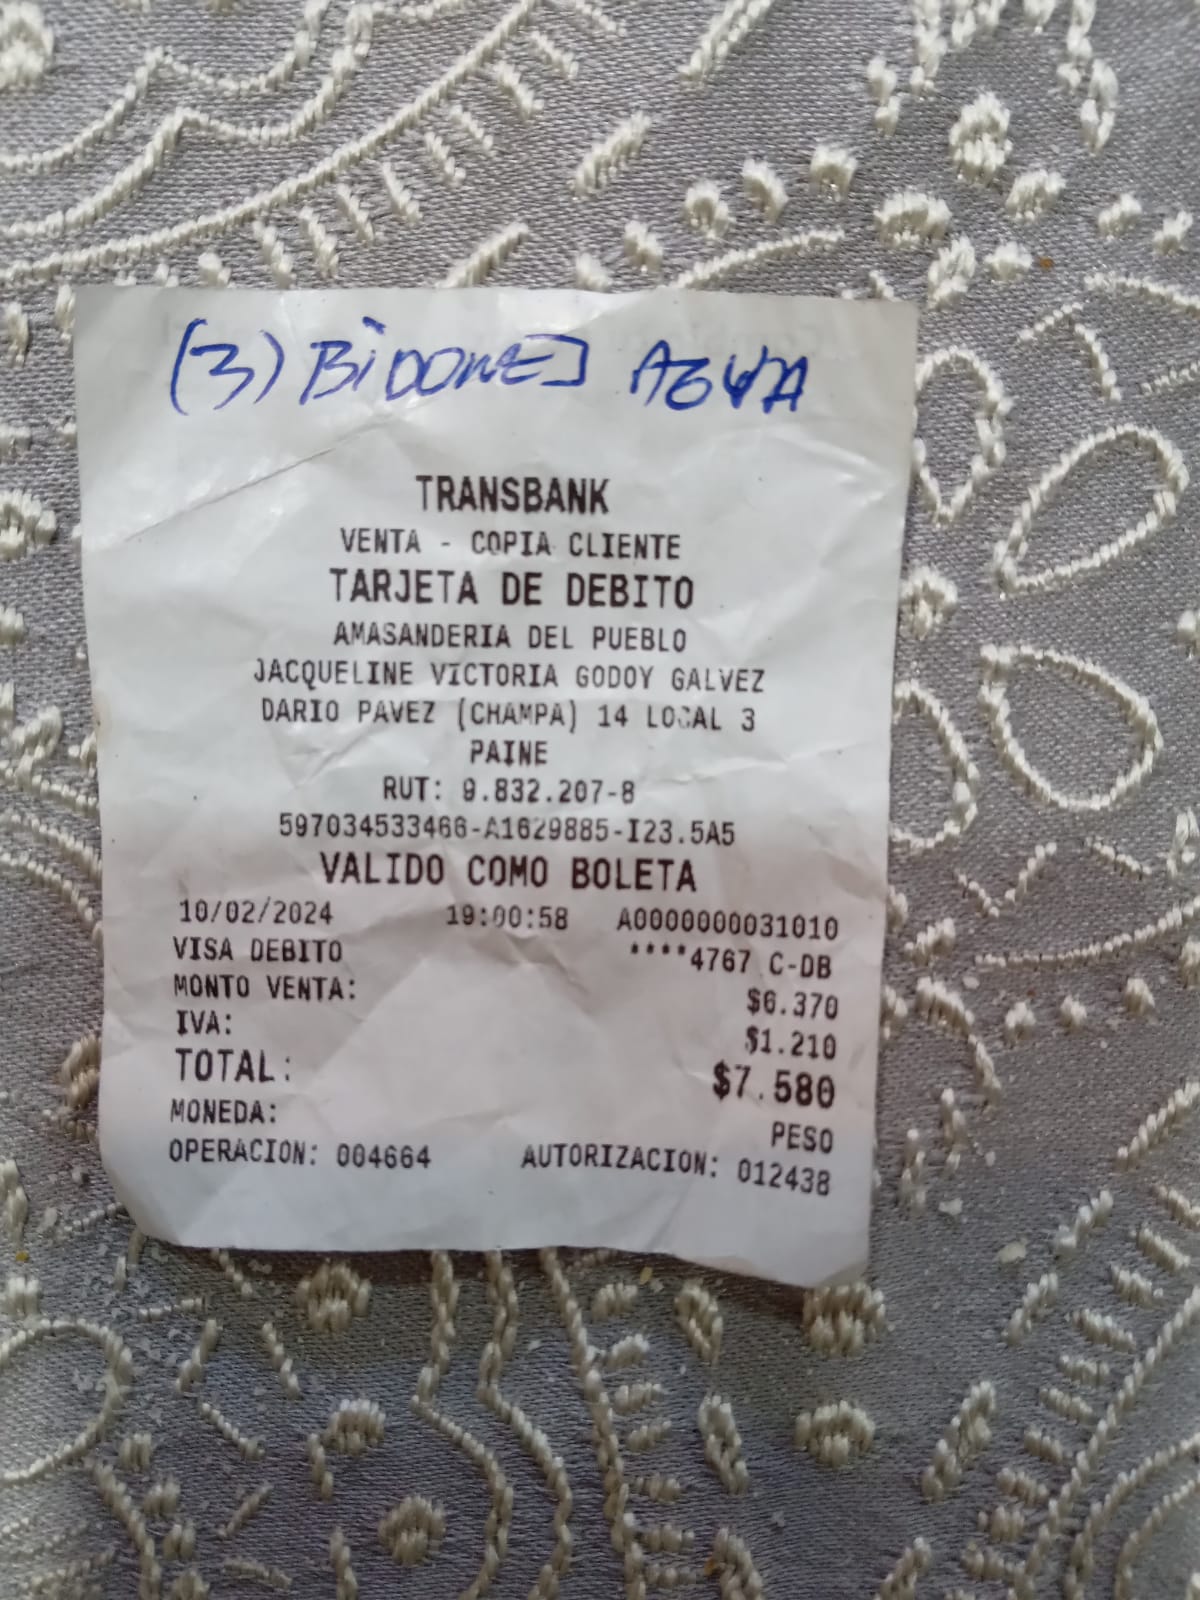 (3) BIDONES AGUA
TRANSBANK
VENTA - COPIA CLIENTE
TARJETA DE DEBITO
AMASANDERIA DEL PUEBLO
JACQUELINE VICTORIA GODOY GALVEZ
DARIO PAVEZ (CHAMPA) 14 LOCAL 3
PAINE
RUT: 9.832.207-8
597034533466-A1629885-I23.5A5
VALIDO COMO BOLETA
10/02/2024 19:00:58 A0000000031010
VISA DEBITO ****4767 C-DB
MONTO VENTA: $6.370
IVA: $1.210
TOTAL: $7.580
MONEDA: PESO
OPERACION: 004664 AUTORIZACION: 012438